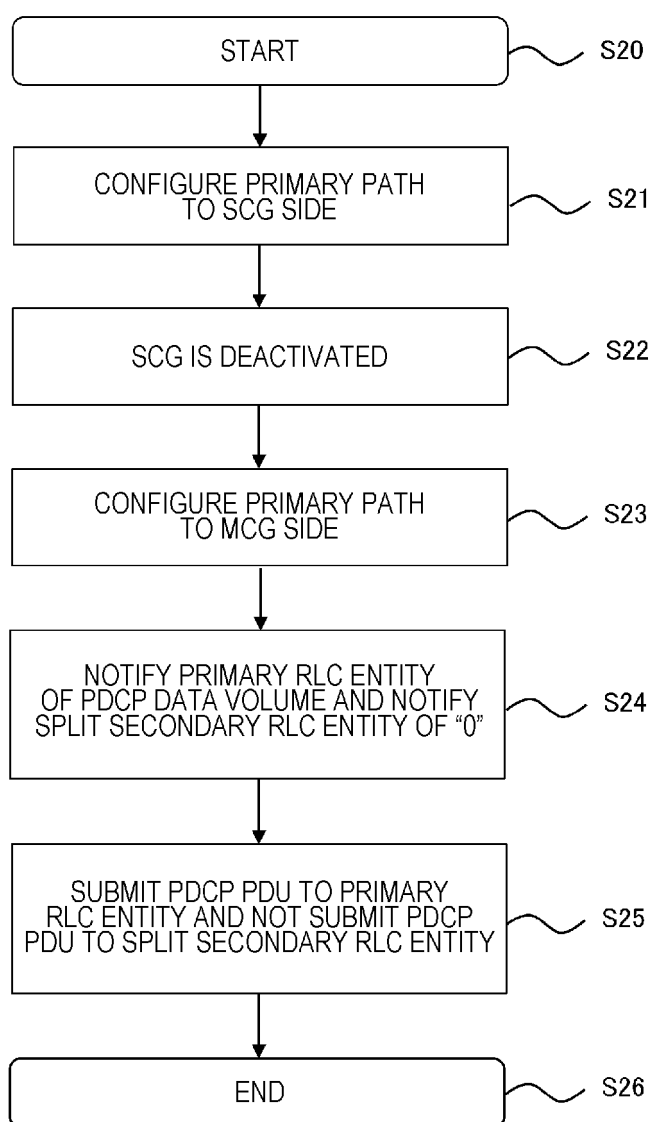 START
S20
CONFIGURE PRIMARY PATH
TO SCG SIDE
S21
SCG IS DEACTIVATED
S22
CONFIGURE PRIMARY PATH
TO MCG SIDE
S23
NOTIFY PRIMARY RLC ENTITY
OF PDCP DATA VOLUME AND NOTIFY
SPLIT SECONDARY RLC ENTITY OF “0”
S24
SUBMIT PDCP PDU TO PRIMARY
RLC ENTITY AND NOT SUBMIT PDCP
PDU TO SPLIT SECONDARY RLC ENTITY
S25
END
S26